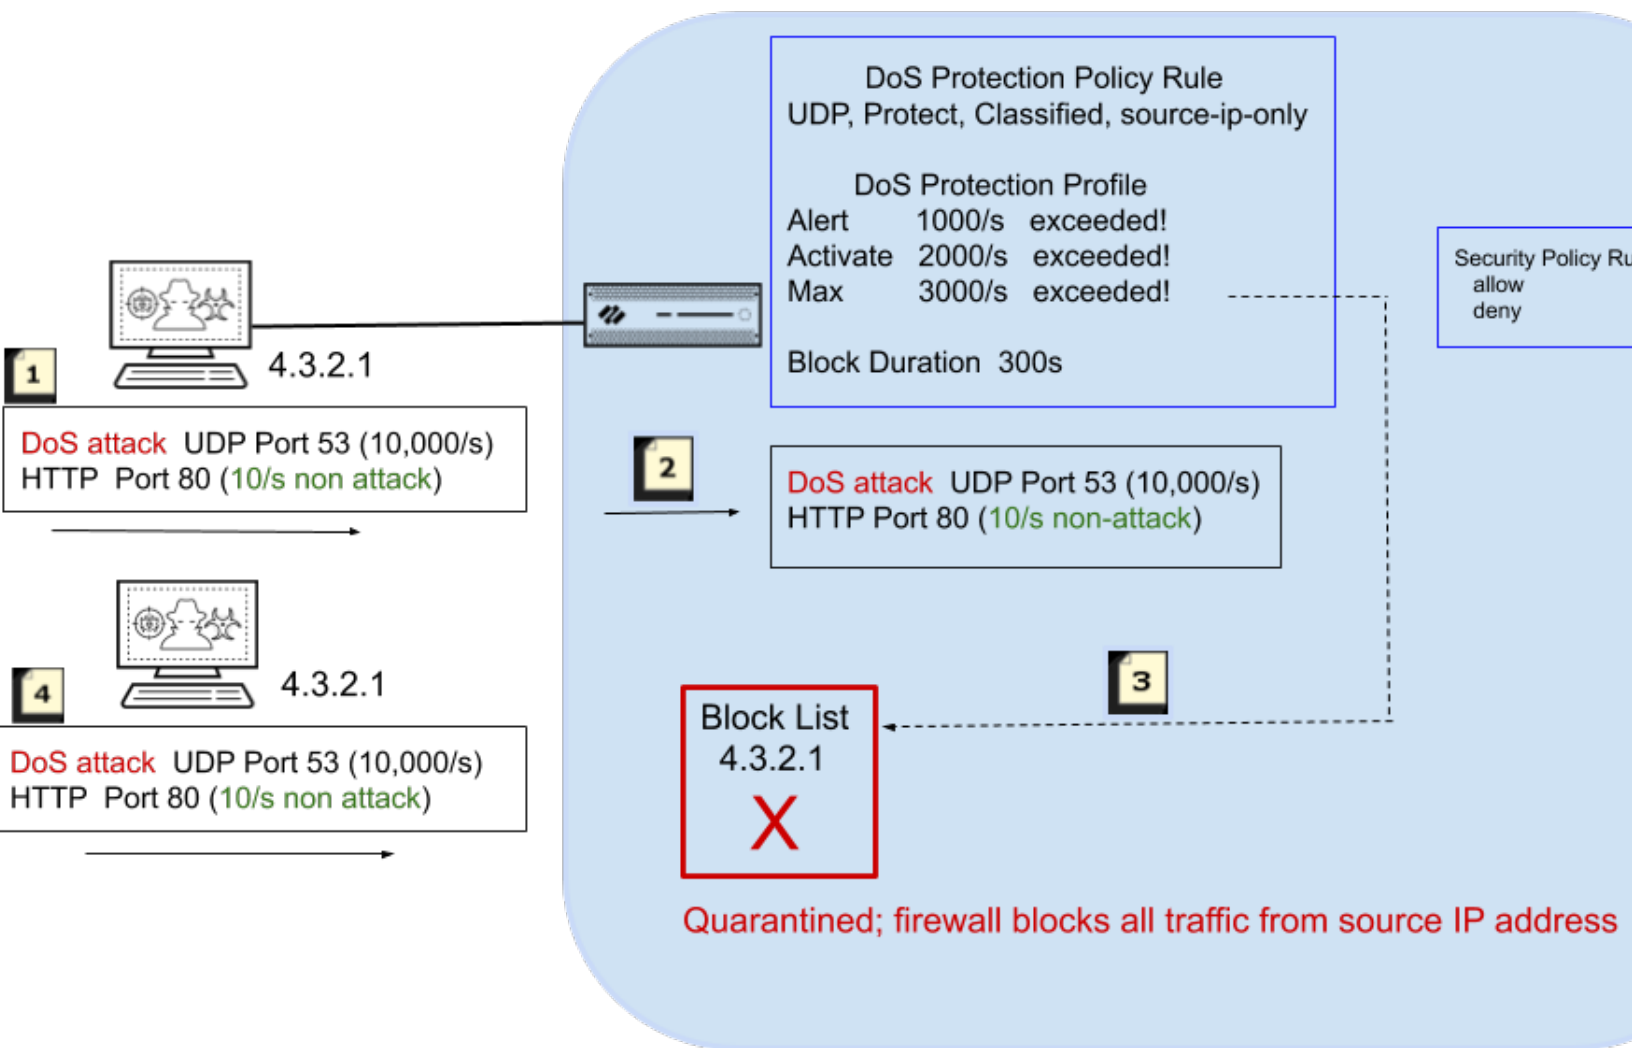 DoS Protection Policy Rule
UDP, Protect, Classified, source-ip-only
DoS Protection Profile
Alert 1000/s exceeded!
Activate 2000/s exceeded!
Max 3000/s exceeded!
Block Duration 300s
Security Policy Ru
allow
deny
4.3.2.1
1
DoS attack UDP Port 53 (10,000/s)
HTTP Port 80 (10/s non attack)
2
DoS attack UDP Port 53 (10,000/s)
HTTP Port 80 (10/s non-attack)
3
Block List
4.3.2.1
X
4.3.2.1
4
DoS attack UDP Port 53 (10,000/s)
HTTP Port 80 (10/s non attack)
Quarantined; firewall blocks all traffic from source IP address